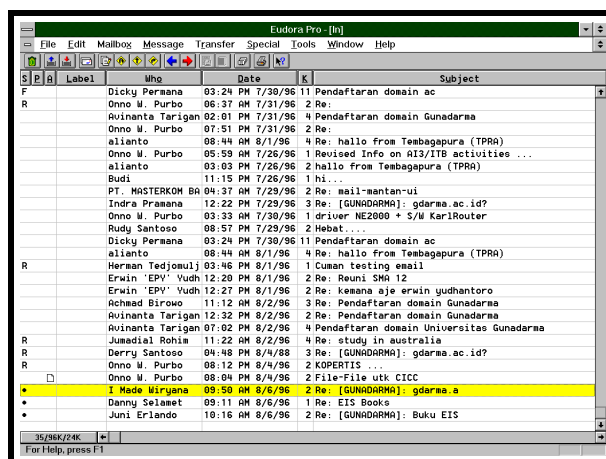 Eudora Pro - [In]
File Edit Mailbox Message Transfer Special Tools Window Help
S P A Label Who Date K Subject
F Dicky Permana 03:24 PM 7/30/96 11 Pendaftaran domain ac
R Onno W. Purbo 06:37 AM 7/31/96 2 Re:
Avinanta Tarigan 02:01 PM 7/31/96 4 Pendaftaran domain Gunadarma
Onno W. Purbo 07:51 PM 7/31/96 2 Re:
alianto 08:44 AM 8/1/96 4 Re: hallo from Tembagapura (TPRA)
Onno W. Purbo 05:59 AM 7/26/96 1 Revised Info on AI3/ITB activities ...
alianto 03:03 PM 7/26/96 2 hallo from Tembagapura (TPRA)
Budi 11:15 PM 7/26/96 1 hi...
PT. MASTERKOM BA 04:37 AM 7/29/96 2 Re: mail-mantan-ui
Indra Pramana 12:22 PM 7/29/96 3 Re: [GUNADARMA]: gdarma.ac.id?
Onno W. Purbo 03:33 AM 7/30/96 1 driver NE2000 + S/W KarlRouter
Rudy Santoso 08:57 PM 7/29/96 2 Hebat....
Dicky Permana 03:24 PM 7/30/96 11 Pendaftaran domain ac
alianto 08:44 AM 8/1/96 4 Re: hallo from Tembagapura (TPRA)
R Herman Tedjomulj 03:46 PM 8/1/96 1 Cuman testing email
Erwin 'EPY' Yudh 12:20 PM 8/1/96 2 Re: Reuni SMA 12
Erwin 'EPY' Yudh 12:27 PM 8/1/96 2 Re: kemana aje erwin yudhantoro
Achmad Birowo 11:12 AM 8/2/96 3 Re: Pendaftaran domain Gunadarma
Avinanta Tarigan 12:32 PM 8/2/96 2 Re: Pendaftaran domain Gunadarma
Avinanta Tarigan 07:02 PM 8/2/96 4 Pendaftaran domain Universitas Gunadarma
R Jumadial Rohim 11:22 AM 8/2/96 4 Re: study in australia
R Derry Santoso 04:48 PM 8/4/88 3 Re: [GUNADARMA]: gdarma.ac.id?
R Onno W. Purbo 08:12 PM 8/4/96 2 KOPERTIS ...
Onno W. Purbo 08:04 PM 8/4/96 2 File-File utk CICC
• I Made Wiryana 09:50 AM 8/6/96 2 Re: [GUNADARMA]: gdarma.a
• Danny Selamet 09:11 AM 8/6/96 1 Re: EIS Books
• Juni Erlando 10:16 AM 8/6/96 2 Re: [GUNADARMA]: Buku EIS
35/96K/24K
For Help, press F1